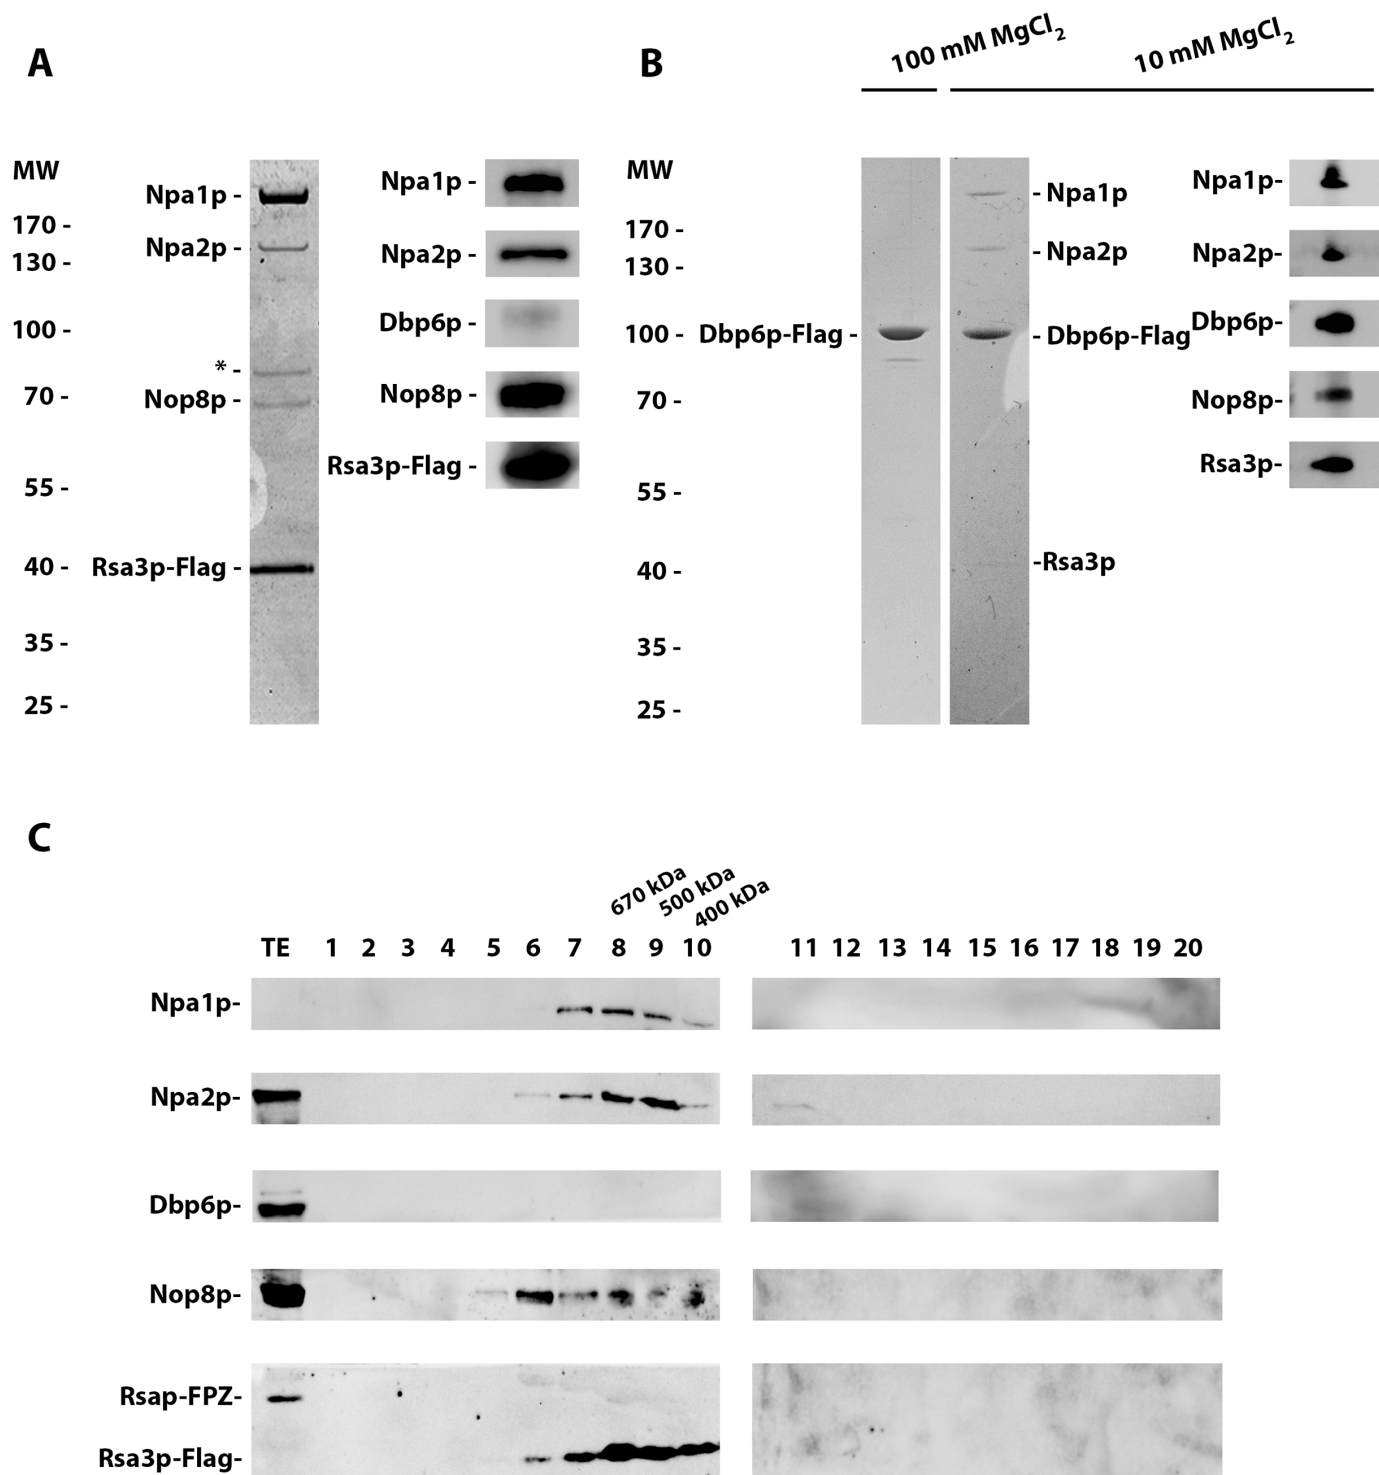 A
MW
170 -
130 -
100 -
70 -
55 -
40 -
35 -
25 -
Npa1p -
Npa2p -
* -
Nop8p -
Rsa3p-Flag -
Npa1p -
Npa2p -
Dbp6p -
Nop8p -
Rsa3p-Flag -
B
100 mM MgCl2
10 mM MgCl2
MW
170 -
130 -
100 -
70 -
55 -
40 -
35 -
25 -
Dbp6p-Flag -
- Npa1p
- Npa2p
- Dbp6p-Flag
-Rsa3p
Npa1p-
Npa2p-
Dbp6p-
Nop8p-
Rsa3p-
C
670 kDa
500 kDa
400 kDa
TE 1 2 3 4 5 6 7 8 9 10 11 12 13 14 15 16 17 18 19 20
Npa1p-
Npa2p-
Dbp6p-
Nop8p-
Rsap-FPZ-
Rsa3p-Flag-